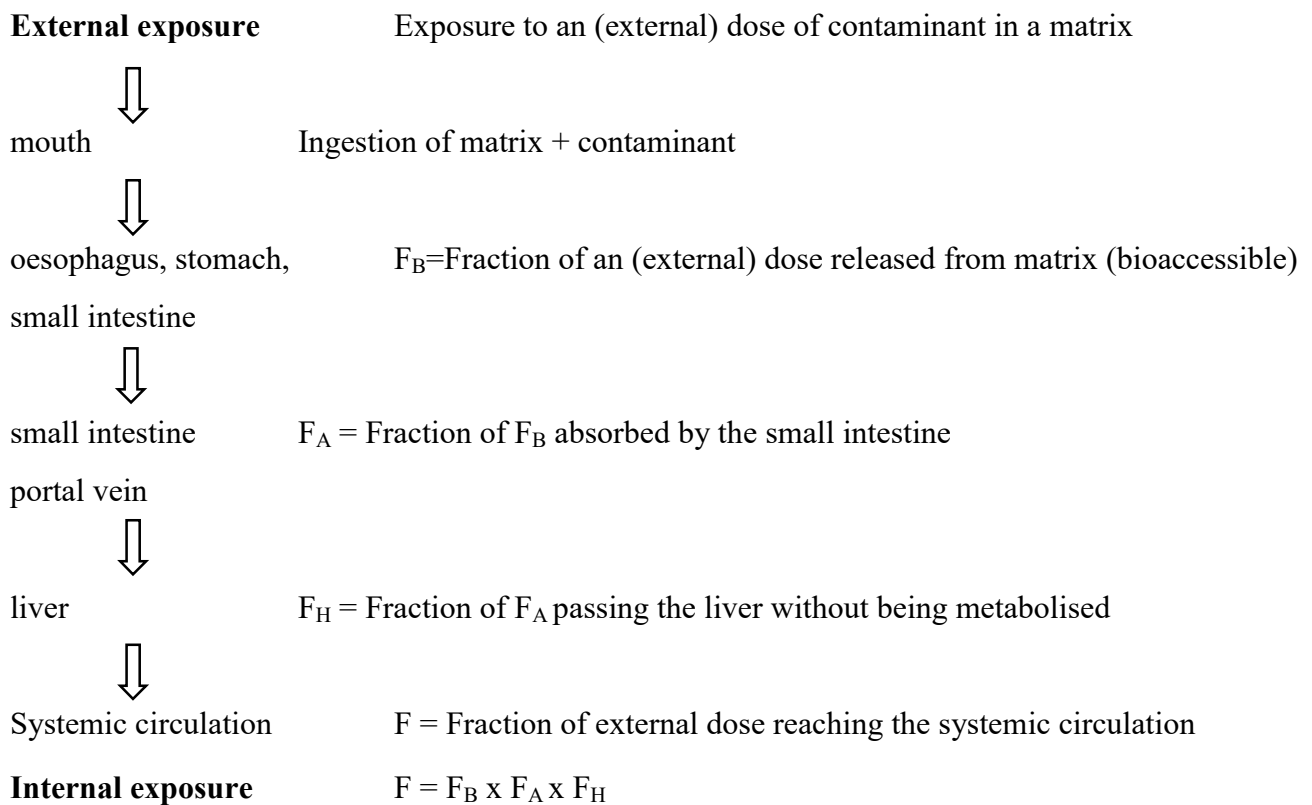 External exposure Exposure to an (external) dose of contaminant in a matrix
mouth Ingestion of matrix + contaminant
oesophagus, stomach, F_B=Fraction of an (external) dose released from matrix (bioaccessible)
small intestine
small intestine F_A = Fraction of F_B absorbed by the small intestine
portal vein
liver F_H = Fraction of F_A passing the liver without being metabolised
Systemic circulation F = Fraction of external dose reaching the systemic circulation
Internal exposure F = F_B x F_A x F_H